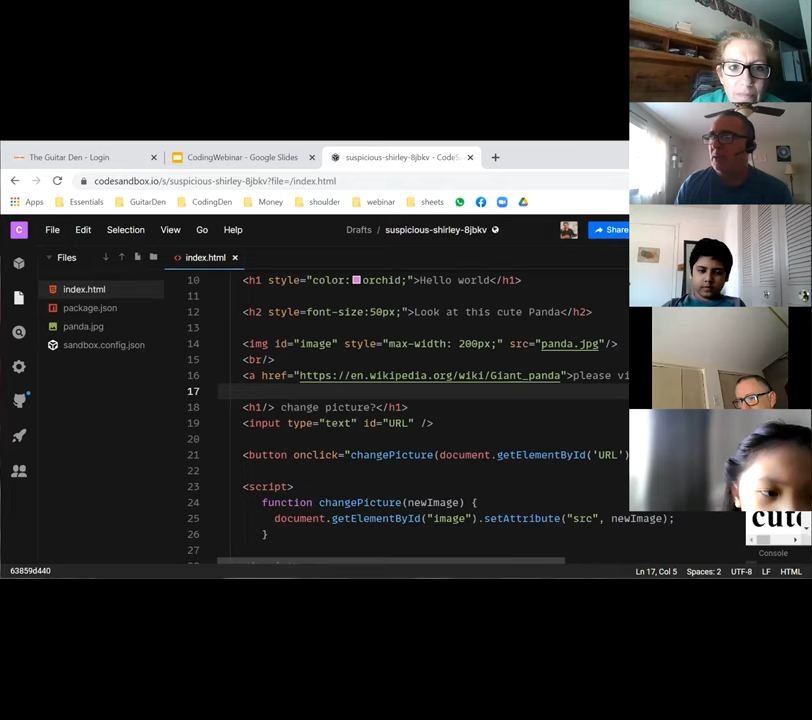 The Guitar Den - Login
CodingWebinar - Google Slides
suspicious-shirley-8jbkv - CodeS
codesandbox.io/s/suspicious-shirley-8jbkv?file=/index.html
Apps Essentials GuitarDen CodingDen Money shoulder webinar sheets
C File Edit Selection View Go Help Drafts / suspicious-shirley-8jbkv Share
Files
index.html
index.html
package.json
panda.jpg
sandbox.config.json
10 <h1 style="color:orchid;">Hello world</h1>
11
12 <h2 style=font-size:50px;">Look at this cute Panda</h2>
13
14 <img id="image" style="max-width: 200px;" src="panda.jpg"/>
15 <br/>
16 <a href="https://en.wikipedia.org/wiki/Giant_panda">please vi
17
18 <h1/> change picture?</h1>
19 <input type="text" id="URL" />
20
21 <button onclick="changePicture(document.getElementById('URL')
22
23 <script>
24 function changePicture(newImage) {
25 document.getElementById("image").setAttribute("src", newImage);
26 }
27
cute
Console
63859d440
Ln 17, Col 5 Spaces: 2 UTF-8 LF HTML